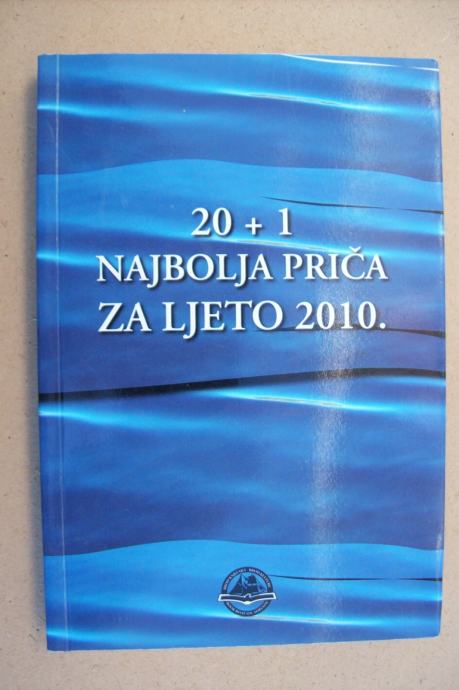 20 + 1
NAJBOLJA PRIČA
ZA LJETO 2010.